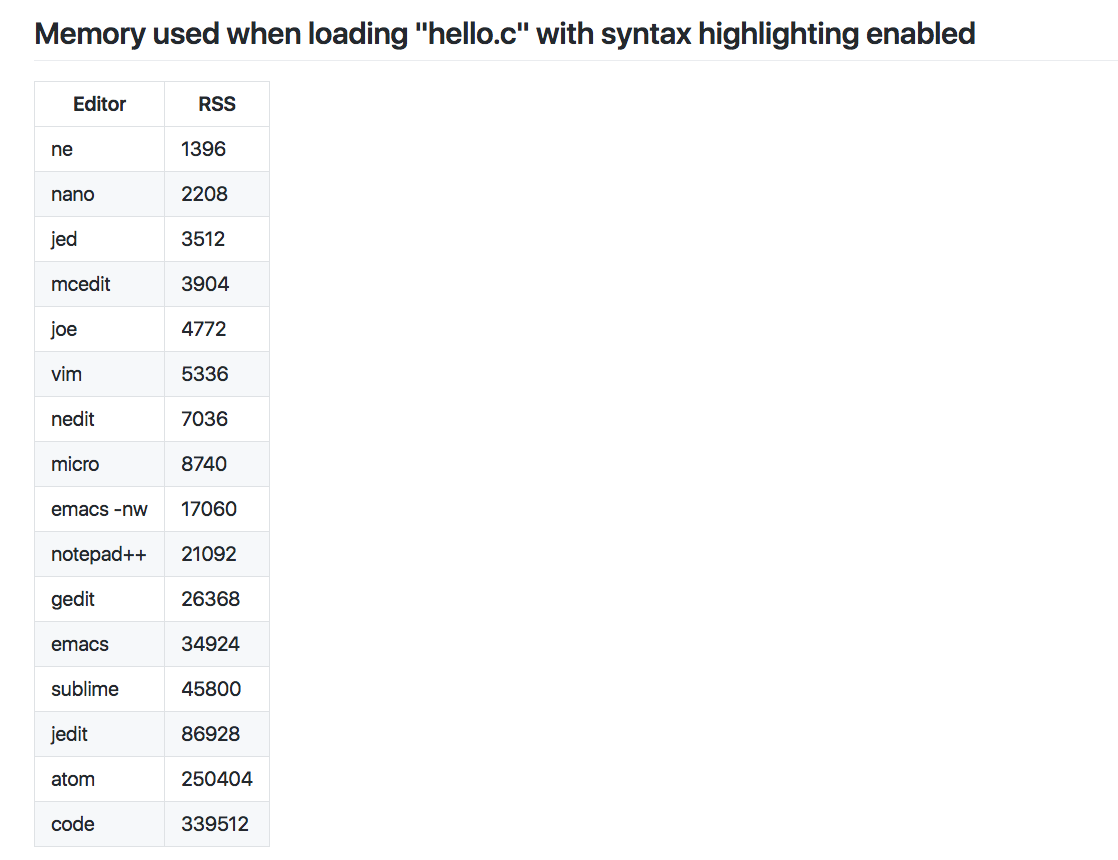 Memory used when loading "hello.c" with syntax highlighting enabled
Editor RSS
ne 1396
nano 2208
jed 3512
mcedit 3904
joe 4772
vim 5336
nedit 7036
micro 8740
emacs -nw 17060
notepad++ 21092
gedit 26368
emacs 34924
sublime 45800
jedit 86928
atom 250404
code 339512